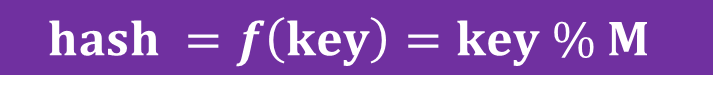 hash = f(key) = key % M